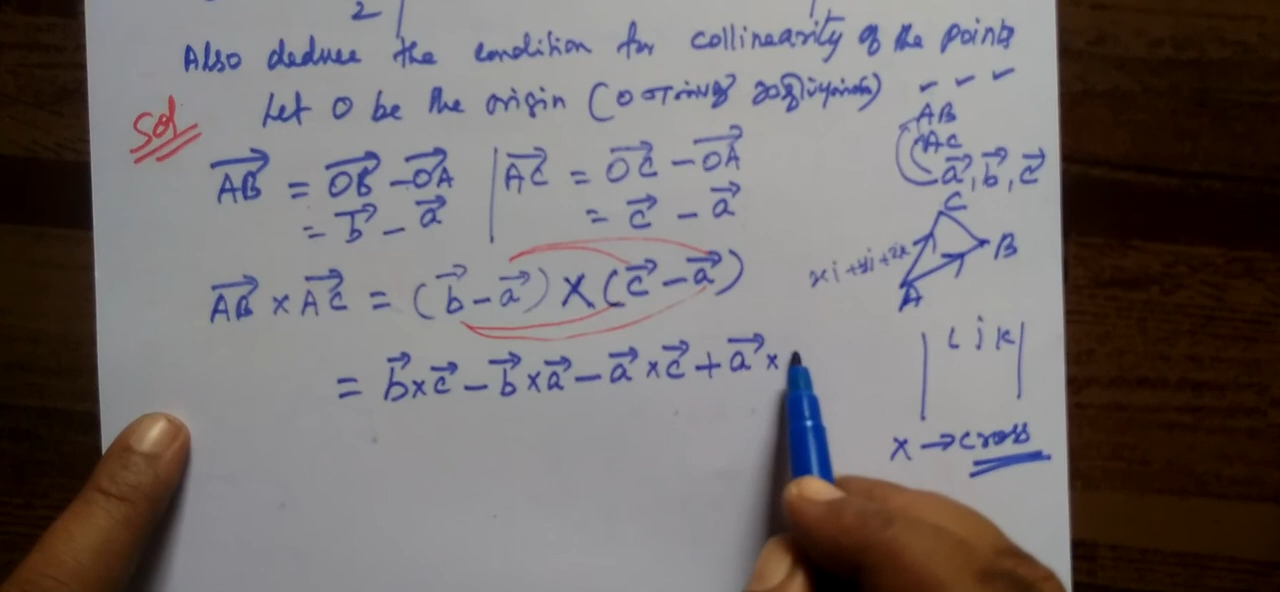 2
Also deduce the condition for collinearity of the points
Sol
Let O be the origin (O
AB AC
a⃗, b⃗, c⃗
AB⃗ = OB⃗ - OA⃗ | AC⃗ = OC⃗ - OA⃗
= b⃗ - a⃗ = c⃗ - a⃗
C
B
A
AB⃗ × AC⃗ = (b⃗ - a⃗) × (c⃗ - a⃗)
i j k
= b⃗ × c⃗ - b⃗ × a⃗ - a⃗ × c⃗ + a⃗ ×
× → cross